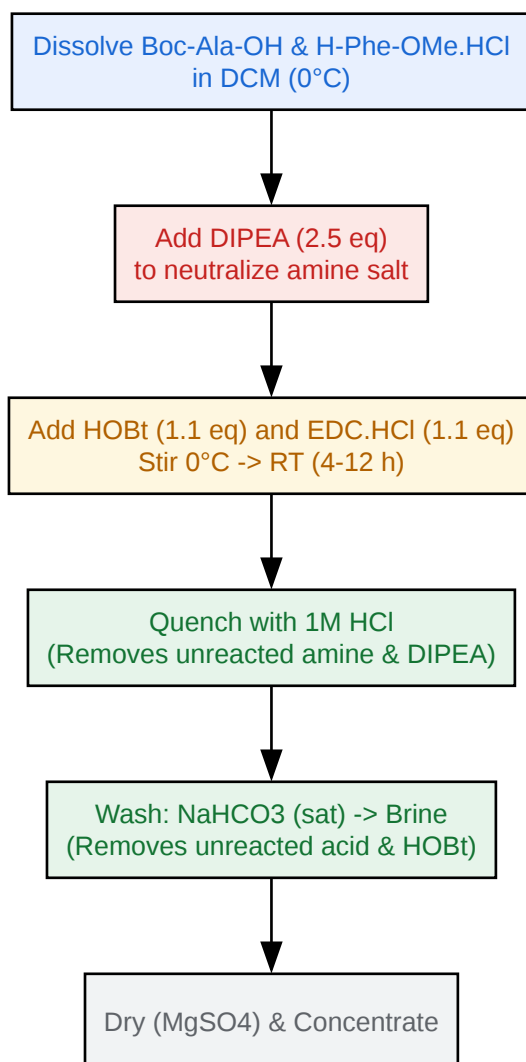 Dissolve Boc-Ala-OH & H-Phe-OMe.HCl
in DCM (0°C)
Add DIPEA (2.5 eq)
to neutralize amine salt
Add HOBt (1.1 eq) and EDC.HCl (1.1 eq)
Stir 0°C -> RT (4-12 h)
Quench with 1M HCl
(Removes unreacted amine & DIPEA)
Wash: NaHCO3 (sat) -> Brine
(Removes unreacted acid & HOBt)
Dry (MgSO4) & Concentrate